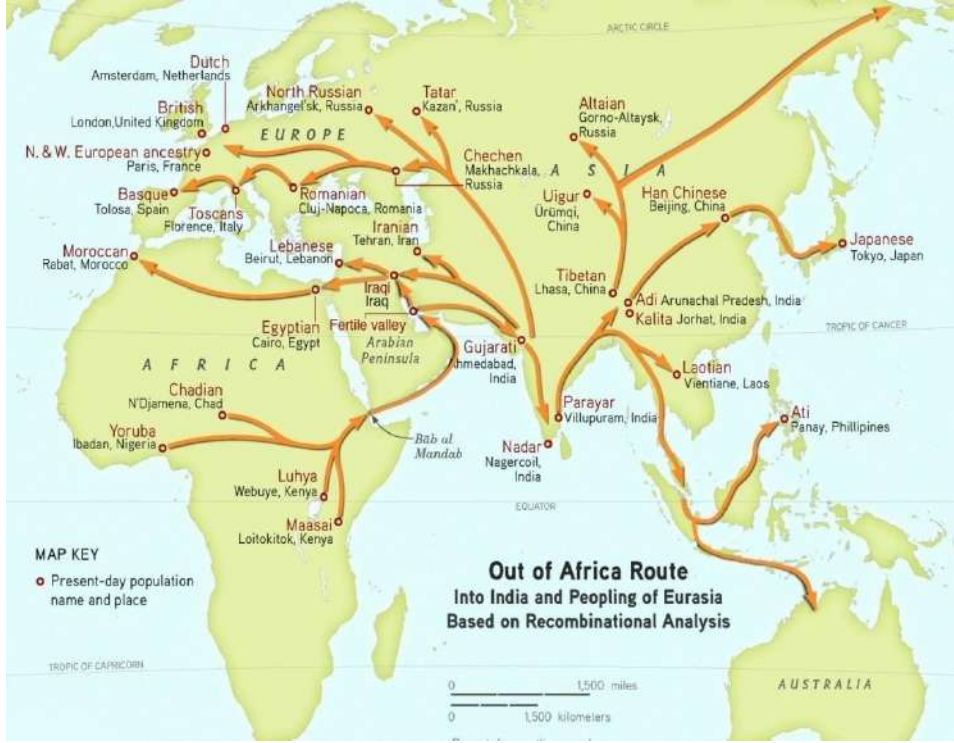 ARCTIC CIRCLE
Dutch
Amsterdam, Netherlands
British
London,United Kingdom
N. & W. European ancestry
Paris, France
EUROPE
North Russian
Arkhangel'sk, Russia
Tatar
Kazan', Russia
Altaian
Gorno-Altaysk,
Russia
ASIA
Chechen
Makhachkala,
Russia
Basque
Tolosa, Spain
Toscans
Florence, Italy
Romanian
Cluj-Napoca, Romania
Uigur
Ürümqi,
China
Han Chinese
Beijing, China
Japanese
Tokyo, Japan
Moroccan
Rabat, Morocco
Lebanese
Beirut, Lebanon
Iranian
Tehran, Iran
Iraqi
Iraq
Tibetan
Lhasa, China
Adi Arunachal Pradesh, India
Kalita Jorhat, India
Egyptian
Cairo, Egypt
Fertile valley
Arabian
Peninsula
Gujarati
Ahmedabad,
India
TROPIC OF CANCER
AFRICA
Chadian
N'Djamena, Chad
Yoruba
Ibadan, Nigeria
Bāb al
Mandab
Laotian
Vientiane, Laos
Parayar
Villupuram, India
Nadar
Nagercoil,
India
Ati
Panay, Phillipines
Luhya
Webuye, Kenya
Maasai
Loitokitok, Kenya
EQUATOR
MAP KEY
Present-day population
name and place
Out of Africa Route
Into India and Peopling of Eurasia
Based on Recombinational Analysis
TROPIC OF CAPRICORN
0 1,500 miles
0 1,500 kilometers
AUSTRALIA